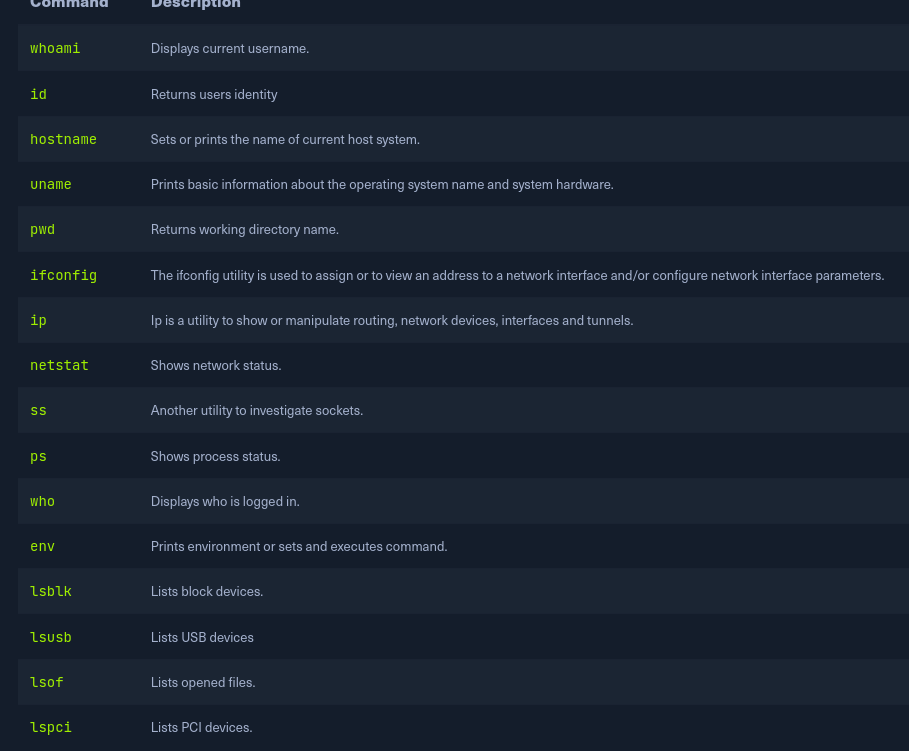 Command Description
whoami Displays current username.
id Returns users identity
hostname Sets or prints the name of current host system.
uname Prints basic information about the operating system name and system hardware.
pwd Returns working directory name.
ifconfig The ifconfig utility is used to assign or to view an address to a network interface and/or configure network interface parameters.
ip Ip is a utility to show or manipulate routing, network devices, interfaces and tunnels.
netstat Shows network status.
ss Another utility to investigate sockets.
ps Shows process status.
who Displays who is logged in.
env Prints environment or sets and executes command.
lsblk Lists block devices.
lsusb Lists USB devices
lsof Lists opened files.
lspci Lists PCI devices.